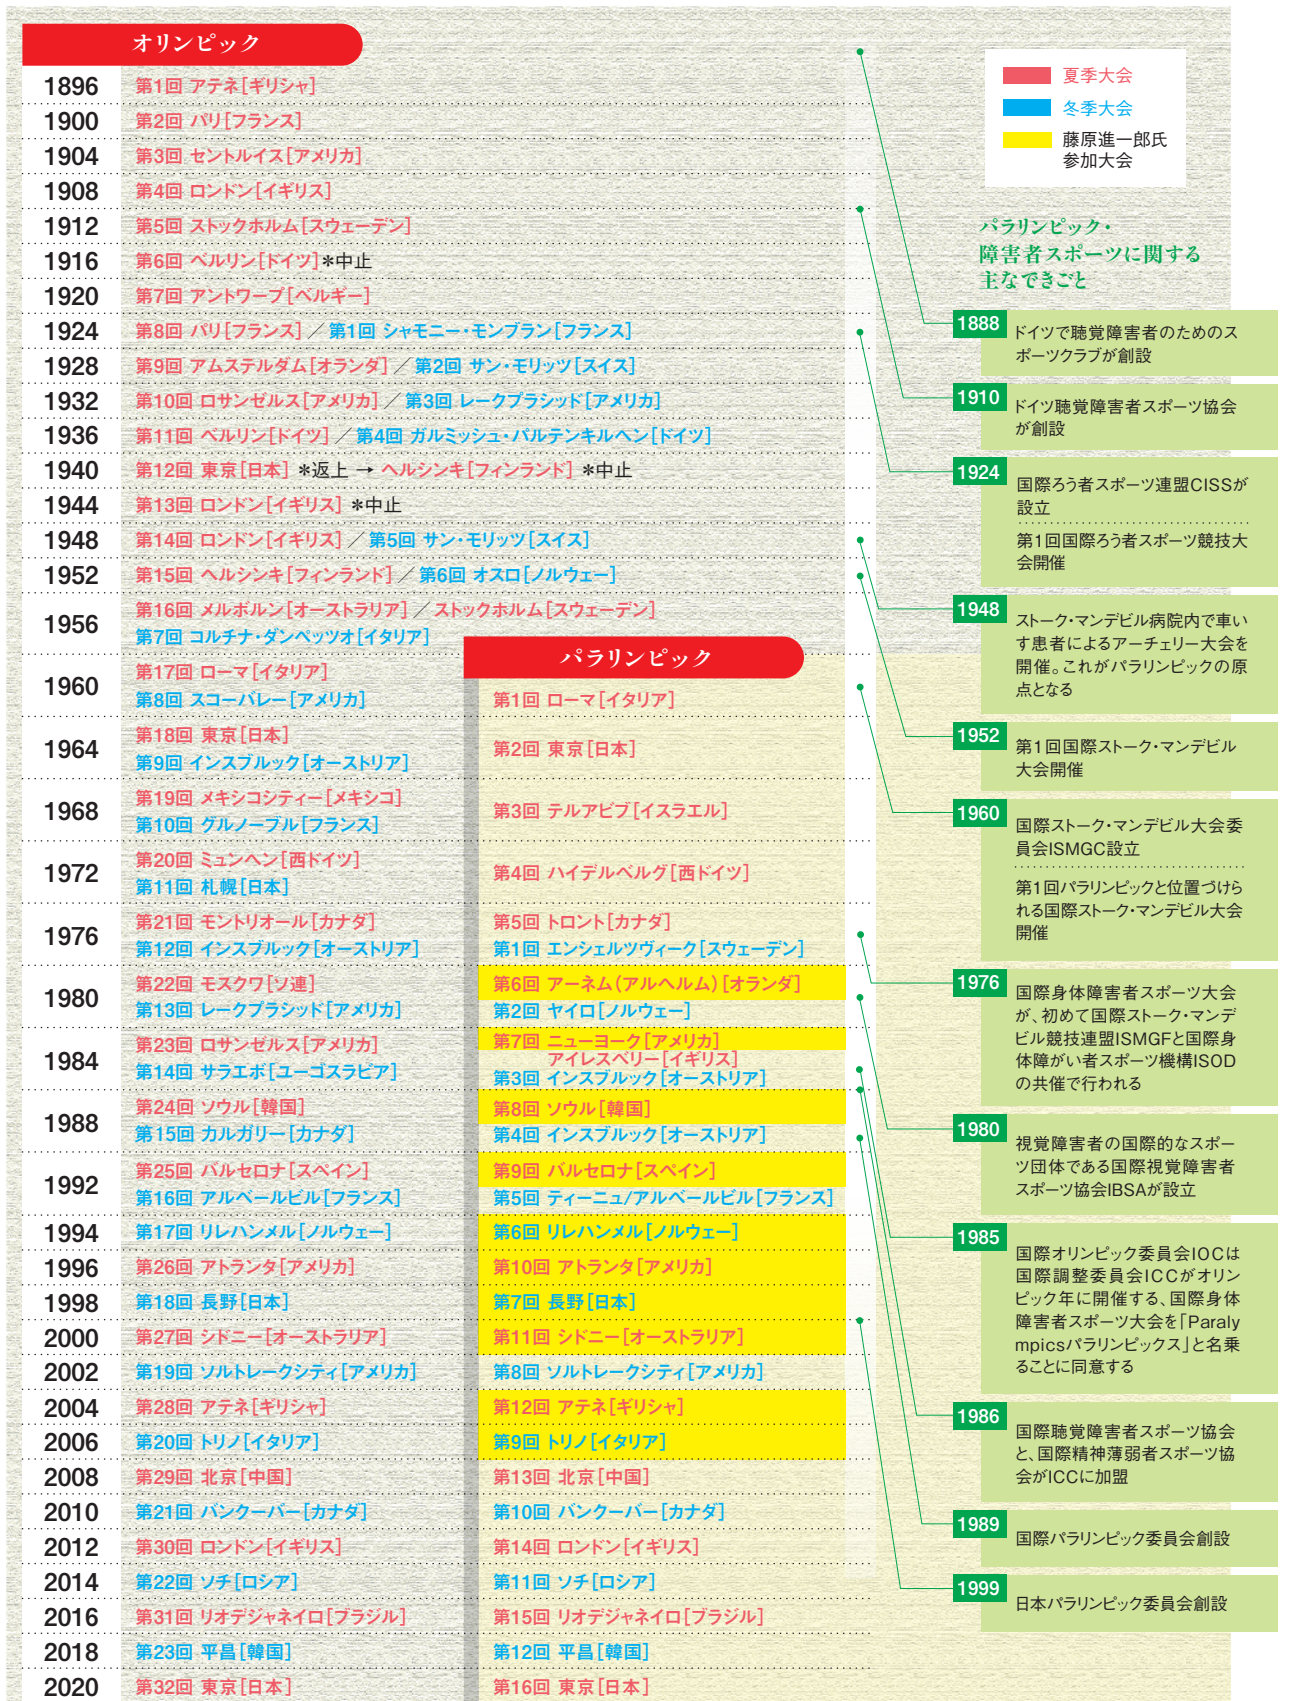 オリンピック
1896 第1回 アテネ[ギリシャ]
1900 第2回 パリ[フランス]
1904 第3回 セントルイス[アメリカ]
1908 第4回 ロンドン[イギリス]
1912 第5回 ストックホルム[スウェーデン]
1916 第6回 ベルリン[ドイツ]＊中止
1920 第7回 アントワープ[ベルギー]
1924 第8回 パリ[フランス]／第1回 シャモニー・モンブラン[フランス]
1928 第9回 アムステルダム[オランダ]／第2回 サン・モリッツ[スイス]
1932 第10回 ロサンゼルス[アメリカ]／第3回 レークプラシッド[アメリカ]
1936 第11回 ベルリン[ドイツ]／第4回 ガルミッシュ・パルテンキルヘン[ドイツ]
1940 第12回 東京[日本] ＊返上 → ヘルシンキ[フィンランド] ＊中止
1944 第13回 ロンドン[イギリス] ＊中止
1948 第14回 ロンドン[イギリス]／第5回 サン・モリッツ[スイス]
1952 第15回 ヘルシンキ[フィンランド]／第6回 オスロ[ノルウェー]
1956 第16回 メルボルン[オーストラリア]／ストックホルム[スウェーデン]
第7回 コルチナ・ダンペッツオ[イタリア]
パラリンピック
1960 第17回 ローマ[イタリア]
第8回 スコーバレー[アメリカ] 第1回 ローマ[イタリア]
1964 第18回 東京[日本]
第9回 インスブルック[オーストリア] 第2回 東京[日本]
1968 第19回 メキシコシティー[メキシコ]
第10回 グルノーブル[フランス] 第3回 テルアビブ[イスラエル]
1972 第20回 ミュンヘン[西ドイツ]
第11回 札幌[日本] 第4回 ハイデルベルグ[西ドイツ]
1976 第21回 モントリオール[カナダ] 第5回 トロント[カナダ]
第12回 インスブルック[オーストリア] 第1回 エンシェルツヴィーク[スウェーデン]
1980 第22回 モスクワ[ソ連] 第6回 アーネム(アルヘルム)[オランダ]
第13回 レークプラシッド[アメリカ] 第2回 ヤイロ[ノルウェー]
1984 第23回 ロサンゼルス[アメリカ] 第7回 ニューヨーク[アメリカ]
アイレスベリー[イギリス]
第14回 サラエボ[ユーゴスラビア] 第3回 インスブルック[オーストリア]
1988 第24回 ソウル[韓国] 第8回 ソウル[韓国]
第15回 カルガリー[カナダ] 第4回 インスブルック[オーストリア]
1992 第25回 バルセロナ[スペイン] 第9回 バルセロナ[スペイン]
第16回 アルベールビル[フランス] 第5回 ティーニュ/アルベールビル[フランス]
1994 第17回 リレハンメル[ノルウェー] 第6回 リレハンメル[ノルウェー]
1996 第26回 アトランタ[アメリカ] 第10回 アトランタ[アメリカ]
1998 第18回 長野[日本] 第7回 長野[日本]
2000 第27回 シドニー[オーストラリア] 第11回 シドニー[オーストラリア]
2002 第19回 ソルトレークシティ[アメリカ] 第8回 ソルトレークシティ[アメリカ]
2004 第28回 アテネ[ギリシャ] 第12回 アテネ[ギリシャ]
2006 第20回 トリノ[イタリア] 第9回 トリノ[イタリア]
2008 第29回 北京[中国] 第13回 北京[中国]
2010 第21回 バンクーバー[カナダ] 第10回 バンクーバー[カナダ]
2012 第30回 ロンドン[イギリス] 第14回 ロンドン[イギリス]
2014 第22回 ソチ[ロシア] 第11回 ソチ[ロシア]
2016 第31回 リオデジャネイロ[ブラジル] 第15回 リオデジャネイロ[ブラジル]
2018 第23回 平昌[韓国] 第12回 平昌[韓国]
2020 第32回 東京[日本] 第16回 東京[日本]
夏季大会
冬季大会
藤原進一郎氏
参加大会
パラリンピック・
障害者スポーツに関する
主なできごと
1888
ドイツで聴覚障害者のためのス
ポーツクラブが創設
1910
ドイツ聴覚障害者スポーツ協会
が創設
1924
国際ろう者スポーツ連盟CISSが
設立
第1回国際ろう者スポーツ競技大
会開催
1948
ストーク・マンデビル病院内で車い
す患者によるアーチェリー大会を
開催。これがパラリンピックの原
点となる
1952
第1回国際ストーク・マンデビル
大会開催
1960
国際ストーク・マンデビル大会委
員会ISMGC設立
第1回パラリンピックと位置づけら
れる国際ストーク・マンデビル大会
開催
1976
国際身体障害者スポーツ大会
が、初めて国際ストーク・マンデ
ビル競技連盟ISMGFと国際身
体障がい者スポーツ機構ISOD
の共催で行われる
1980
視覚障害者の国際的なスポー
ツ団体である国際視覚障害者
スポーツ協会IBSAが設立
1985
国際オリンピック委員会IOCは
国際調整委員会ICCがオリン
ピック年に開催する、国際身体
障害者スポーツ大会を「Paraly
mpicsパラリンピックス」と名乗
ることに同意する
1986
国際聴覚障害者スポーツ協会
と、国際精神薄弱者スポーツ協
会がICCに加盟
1989
国際パラリンピック委員会創設
1999
日本パラリンピック委員会創設